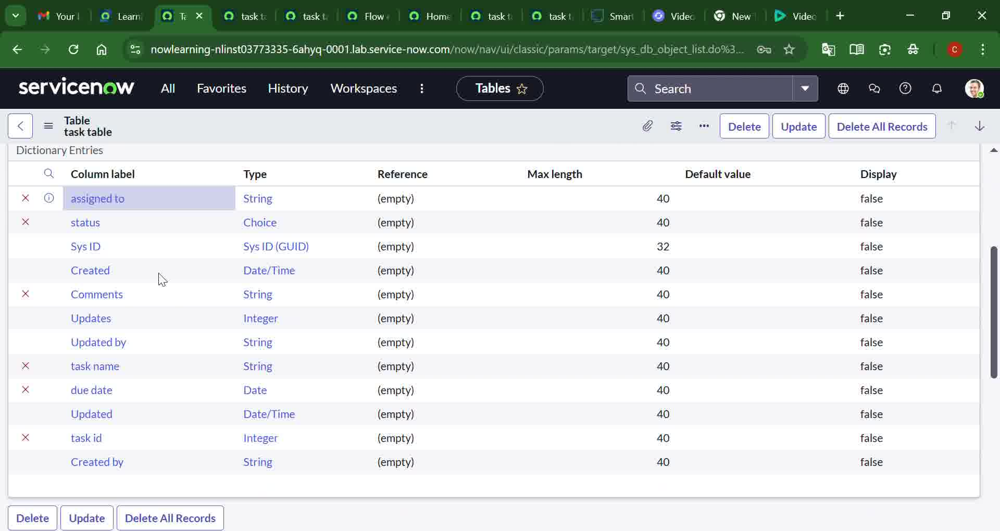 Your
Learn
Ta
task t
task t
Flow
Home
task t
task t
Smart
Video
New
Video
nowlearning-nlinst03773335-6ahyq-0001.lab.service-now.com/now/nav/ui/classic/params/target/sys_db_object_list.do%3...
C
servicenow
All
Favorites
History
Workspaces
Tables
Search
Table
task table
Delete
Update
Delete All Records
Dictionary Entries
Column label Type Reference Max length Default value Display
assigned to String (empty) 40 false
status Choice (empty) 40 false
Sys ID Sys ID (GUID) (empty) 32 false
Created Date/Time (empty) 40 false
Comments String (empty) 40 false
Updates Integer (empty) 40 false
Updated by String (empty) 40 false
task name String (empty) 40 false
due date Date (empty) 40 false
Updated Date/Time (empty) 40 false
task id Integer (empty) 40 false
Created by String (empty) 40 false
Delete
Update
Delete All Records